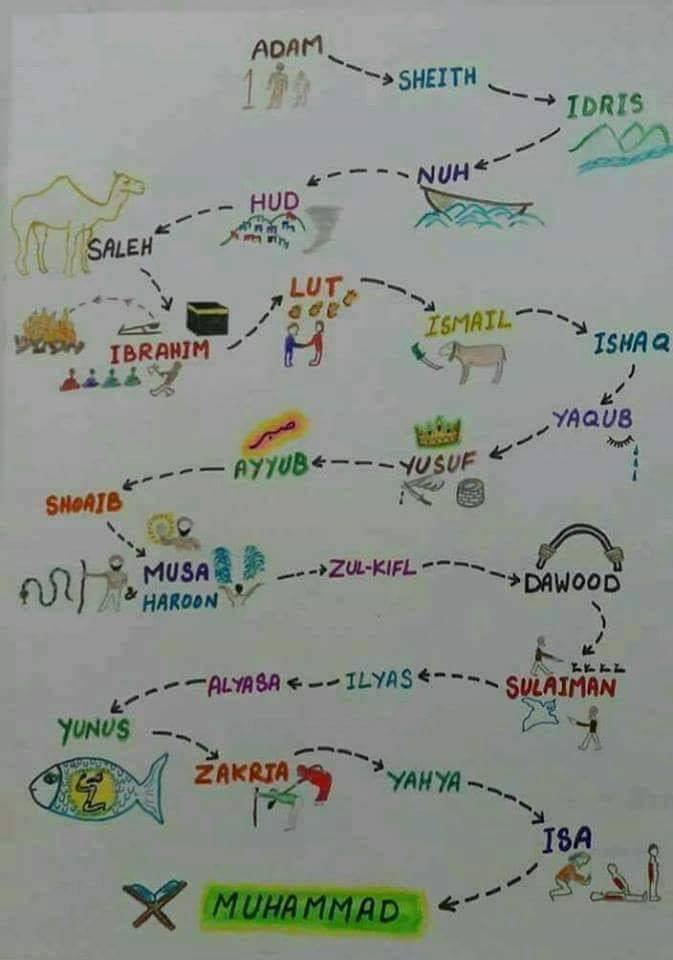 ADAM
SHEITH
IDRIS
NUH
HUD
SALEH
IBRAHIM
LUT
ISMAIL
ISHAQ
YAQUB
YUSUF
صبر
AYYUB
SHOAIB
MUSA
& HAROON
ZUL-KIFL
DAWOOD
SULAIMAN
ILYAS
ALYASA
YUNUS
ZAKRIA
YAHYA
ISA
MUHAMMAD